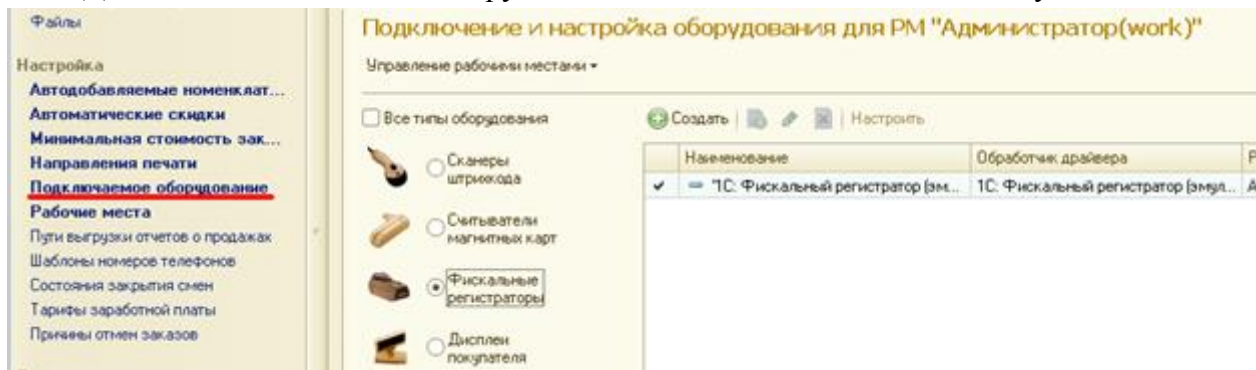 Файлы
Настройка
Автодобавляемые номенклат...
Автоматические скидки
Минимальная стоимость зак...
Направления печати
Подключаемое оборудование
Рабочие места
Пути выгрузки отчетов о продажах
Шаблоны номеров телефонов
Состояния закрытия смен
Тарифы заработной платы
Причины отмен заказов
Подключение и настройка оборудования для РМ "Администратор(work)"
Управление рабочими местами
Все типы оборудования
Сканеры
штрихкода
Считыватели
магнитных карт
Фискальные
регистраторы
Дисплеи
покупателя
Создать Настроить
Наименование Обработчик драйвера Р
"1С: Фискальный регистратор (эм... 1С: Фискальный регистратор (эмул... А